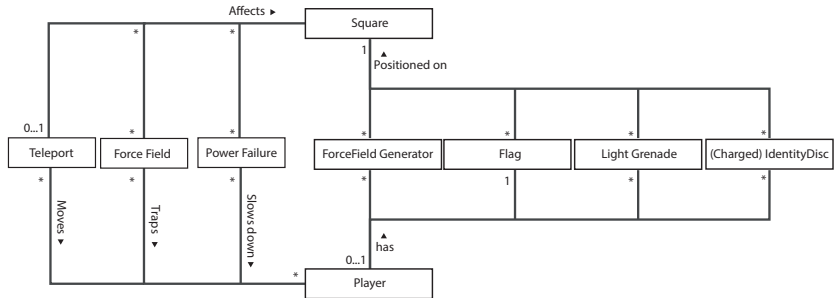 Affects ►
Square
*
*
1
▲
Positioned on
0...1
*
*
*
*
*
*
Teleport
Force Field
Power Failure
ForceField Generator
Flag
Light Grenade
(Charged) IdentityDisc
*
*
*
*
1
*
*
Moves ►
Traps ►
Slows down ►
▲
has
0...1
*
Player